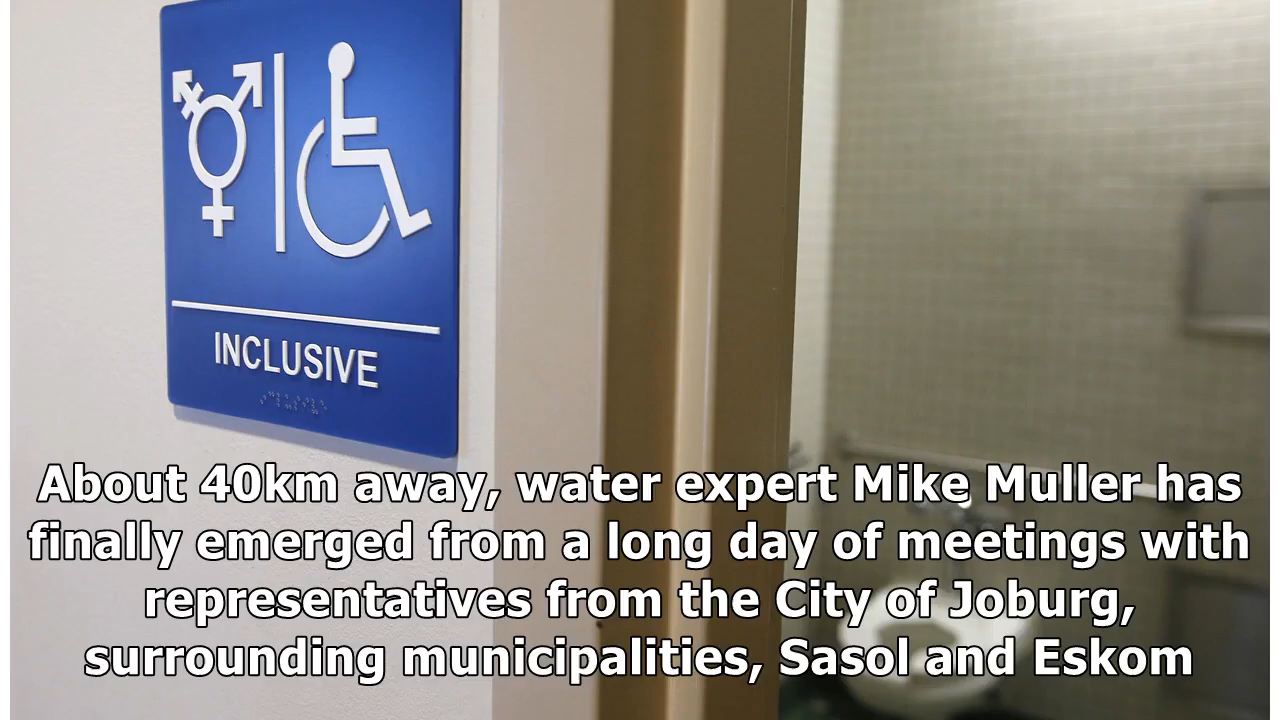 INCLUSIVE
About 40km away, water expert Mike Muller has
finally emerged from a long day of meetings with
representatives from the City of Joburg,
surrounding municipalities, Sasol and Eskom